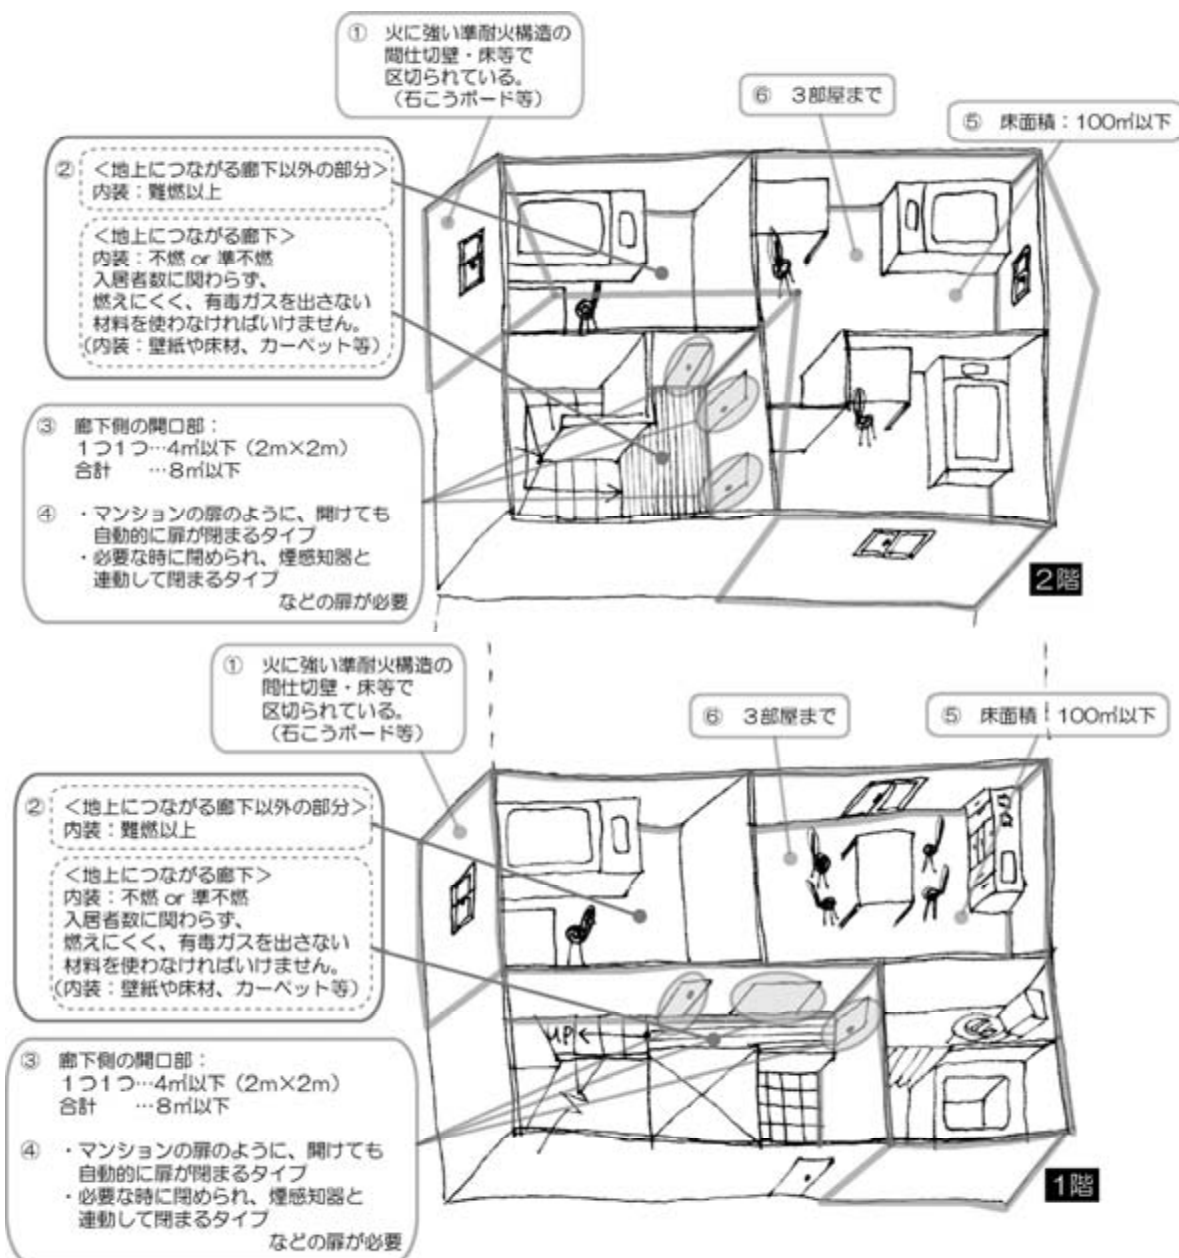 ① 火に強い準耐火構造の
間仕切壁・床等で
区切られている。
（石こうボード等）
⑥ 3部屋まで
⑤ 床面積：100㎡以下
② ＜地上につながる廊下以外の部分＞
内装：難燃以上
＜地上につながる廊下＞
内装：不燃 or 準不燃
入居者数に関わらず、
燃えにくく、有毒ガスを出さない
材料を使わなければいけません。
（内装：壁紙や床材、カーペット等）
③ 廊下側の開口部：
1つ1つ…4㎡以下（2m×2m）
合計 …8㎡以下
④ ・マンションの扉のように、開けても
自動的に扉が閉まるタイプ
・必要な時に閉められ、煙感知器と
連動して閉まるタイプ
などの扉が必要
2階
① 火に強い準耐火構造の
間仕切壁・床等で
区切られている。
（石こうボード等）
⑥ 3部屋まで
⑤ 床面積：100㎡以下
② ＜地上につながる廊下以外の部分＞
内装：難燃以上
＜地上につながる廊下＞
内装：不燃 or 準不燃
入居者数に関わらず、
燃えにくく、有毒ガスを出さない
材料を使わなければいけません。
（内装：壁紙や床材、カーペット等）
UP
③ 廊下側の開口部：
1つ1つ…4㎡以下（2m×2m）
合計 …8㎡以下
④ ・マンションの扉のように、開けても
自動的に扉が閉まるタイプ
・必要な時に閉められ、煙感知器と
連動して閉まるタイプ
などの扉が必要
1階